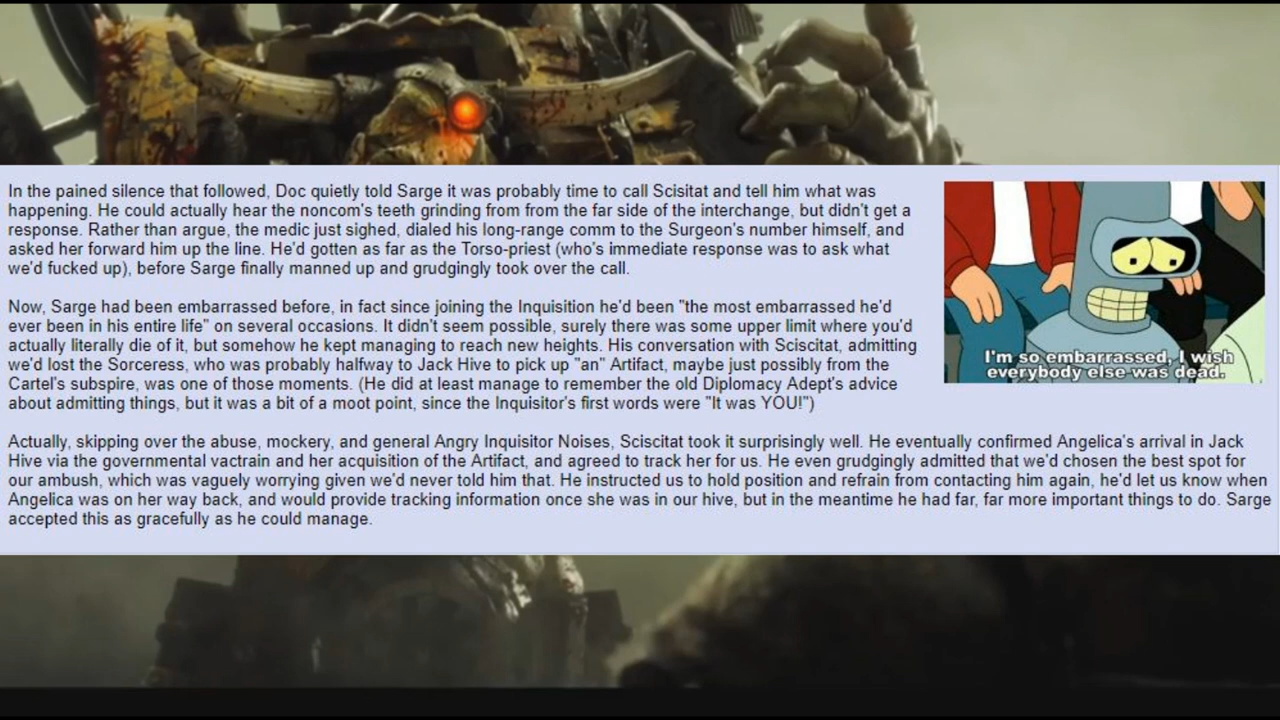 In the pained silence that followed, Doc quietly told Sarge it was probably time to call Scisitat and tell him what was
happening. He could actually hear the noncom's teeth grinding from from the far side of the interchange, but didn't get a
response. Rather than argue, the medic just sighed, dialed his long-range comm to the Surgeon's number himself, and
asked her forward him up the line. He'd gotten as far as the Torso-priest (who's immediate response was to ask what
we'd fucked up), before Sarge finally manned up and grudgingly took over the call.
Now, Sarge had been embarrassed before, in fact since joining the Inquisition he'd been "the most embarrassed he'd
ever been in his entire life" on several occasions. It didn't seem possible, surely there was some upper limit where you'd
actually literally die of it, but somehow he kept managing to reach new heights. His conversation with Sciscitat, admitting
we'd lost the Sorceress, who was probably halfway to Jack Hive to pick up "an" Artifact, maybe just possibly from the
Cartel's subspire, was one of those moments. (He did at least manage to remember the old Diplomacy Adept's advice
about admitting things, but it was a bit of a moot point, since the Inquisitor's first words were "It was YOU!")
I'm so embarrassed, I wish
everybody else was dead.
Actually, skipping over the abuse, mockery, and general Angry Inquisitor Noises, Sciscitat took it surprisingly well. He eventually confirmed Angelica's arrival in Jack
Hive via the governmental vactrain and her acquisition of the Artifact, and agreed to track her for us. He even grudgingly admitted that we'd chosen the best spot for
our ambush, which was vaguely worrying given we'd never told him that. He instructed us to hold position and refrain from contacting him again, he'd let us know when
Angelica was on her way back, and would provide tracking information once she was in our hive, but in the meantime he had far, far more important things to do. Sarge
accepted this as gracefully as he could manage.